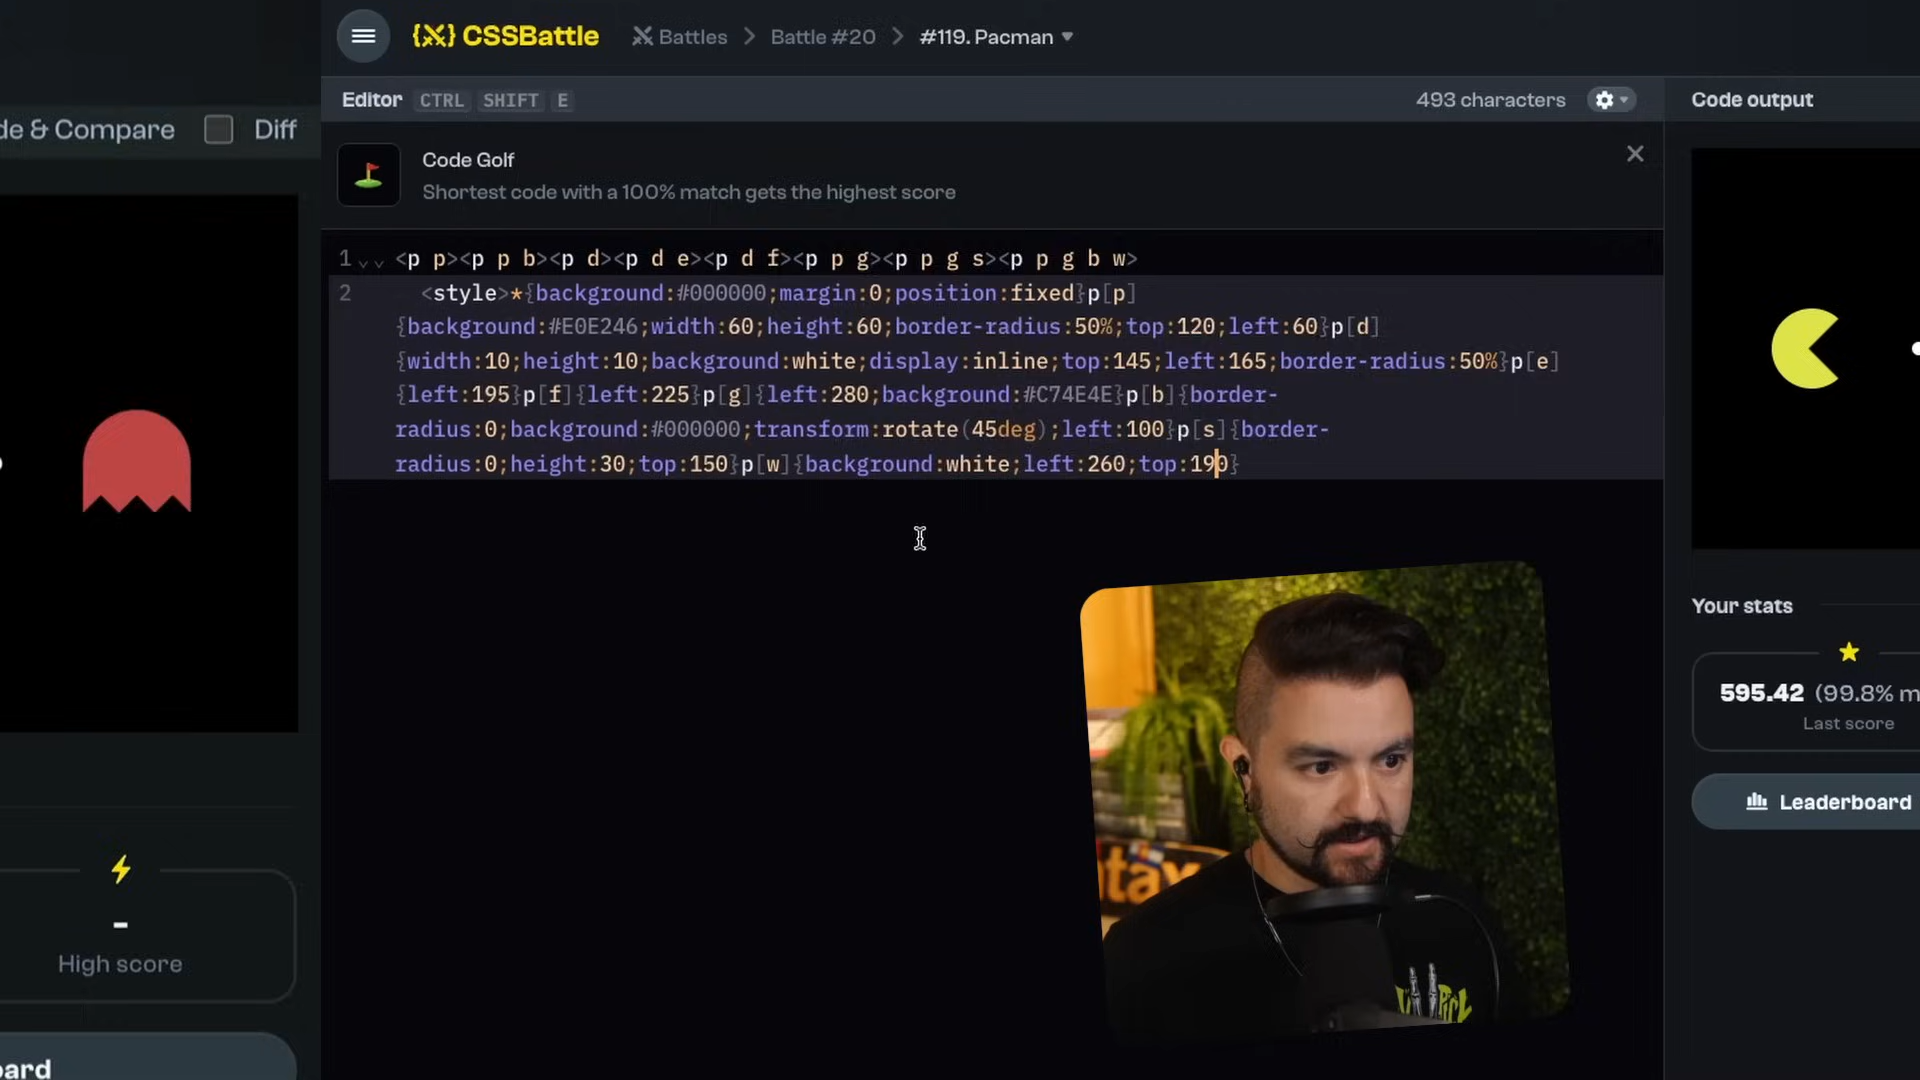 {X} CSSBattle
Battles > Battle #20 > #119. Pacman
Editor CTRL SHIFT E
493 characters
Code output
& Compare
Diff
Code Golf
Shortest code with a 100% match gets the highest score
1 <p p><p p b><p d><p d e><p d f><p p g><p p g s><p p g b w>
2 <style>*{background:#000000;margin:0;position:fixed}p[p]
{background:#E0E246;width:60;height:60;border-radius:50%;top:120;left:60}p[d]
{width:10;height:10;background:white;display:inline;top:145;left:165;border-radius:50%}p[e]
{left:195}p[f]{left:225}p[g]{left:280;background:#C74E4E}p[b]{border-
radius:0;background:#000000;transform:rotate(45deg);left:100}p[s]{border-
radius:0;height:30;top:150}p[w]{background:white;left:260;top:190}
Your stats
595.42 (99.8% m
Last score
Leaderboard
-
High score